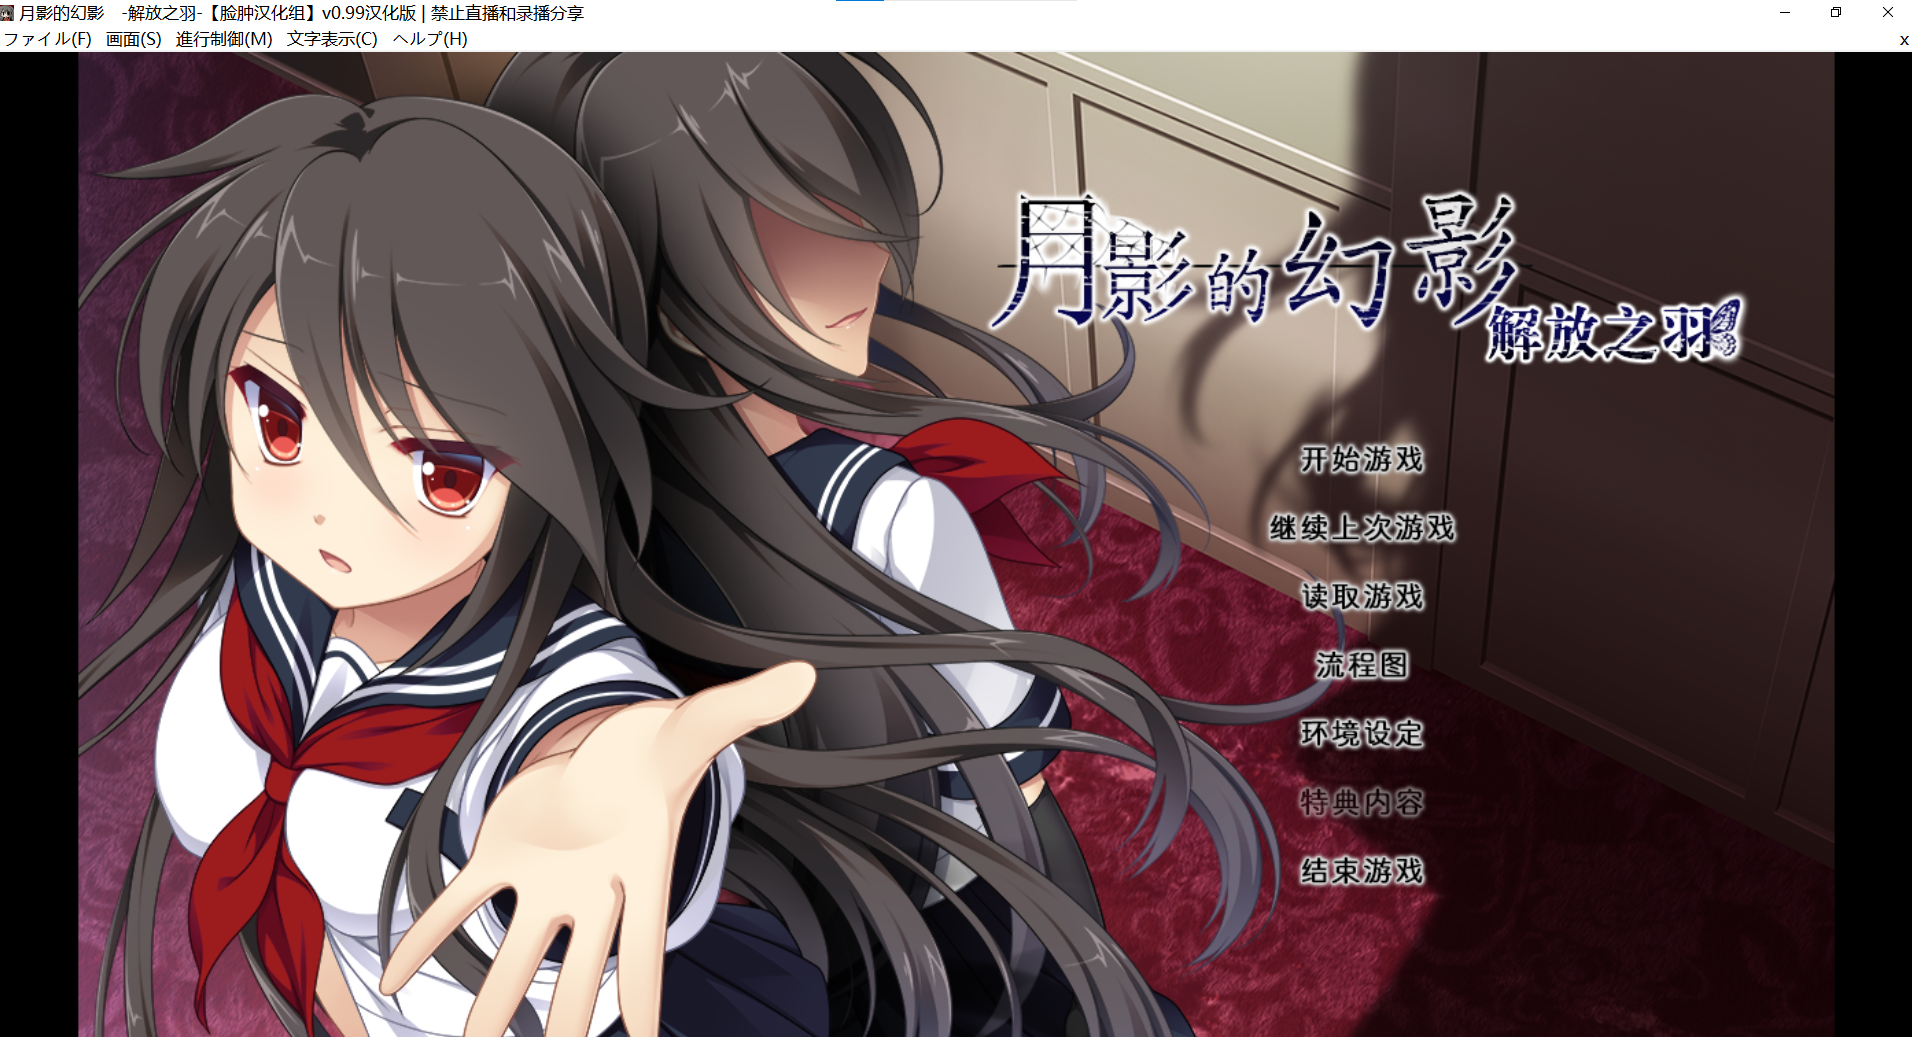 月影的幻影　-解放之羽-【脸肿汉化组】v0.99汉化版 | 禁止直播和录播分享
ファイル(F) 画面(S) 進行制御(M) 文字表示(C) ヘルプ(H) x
月影的幻影
解放之羽
开始游戏
继续上次游戏
读取游戏
流程图
环境设定
特典内容
结束游戏